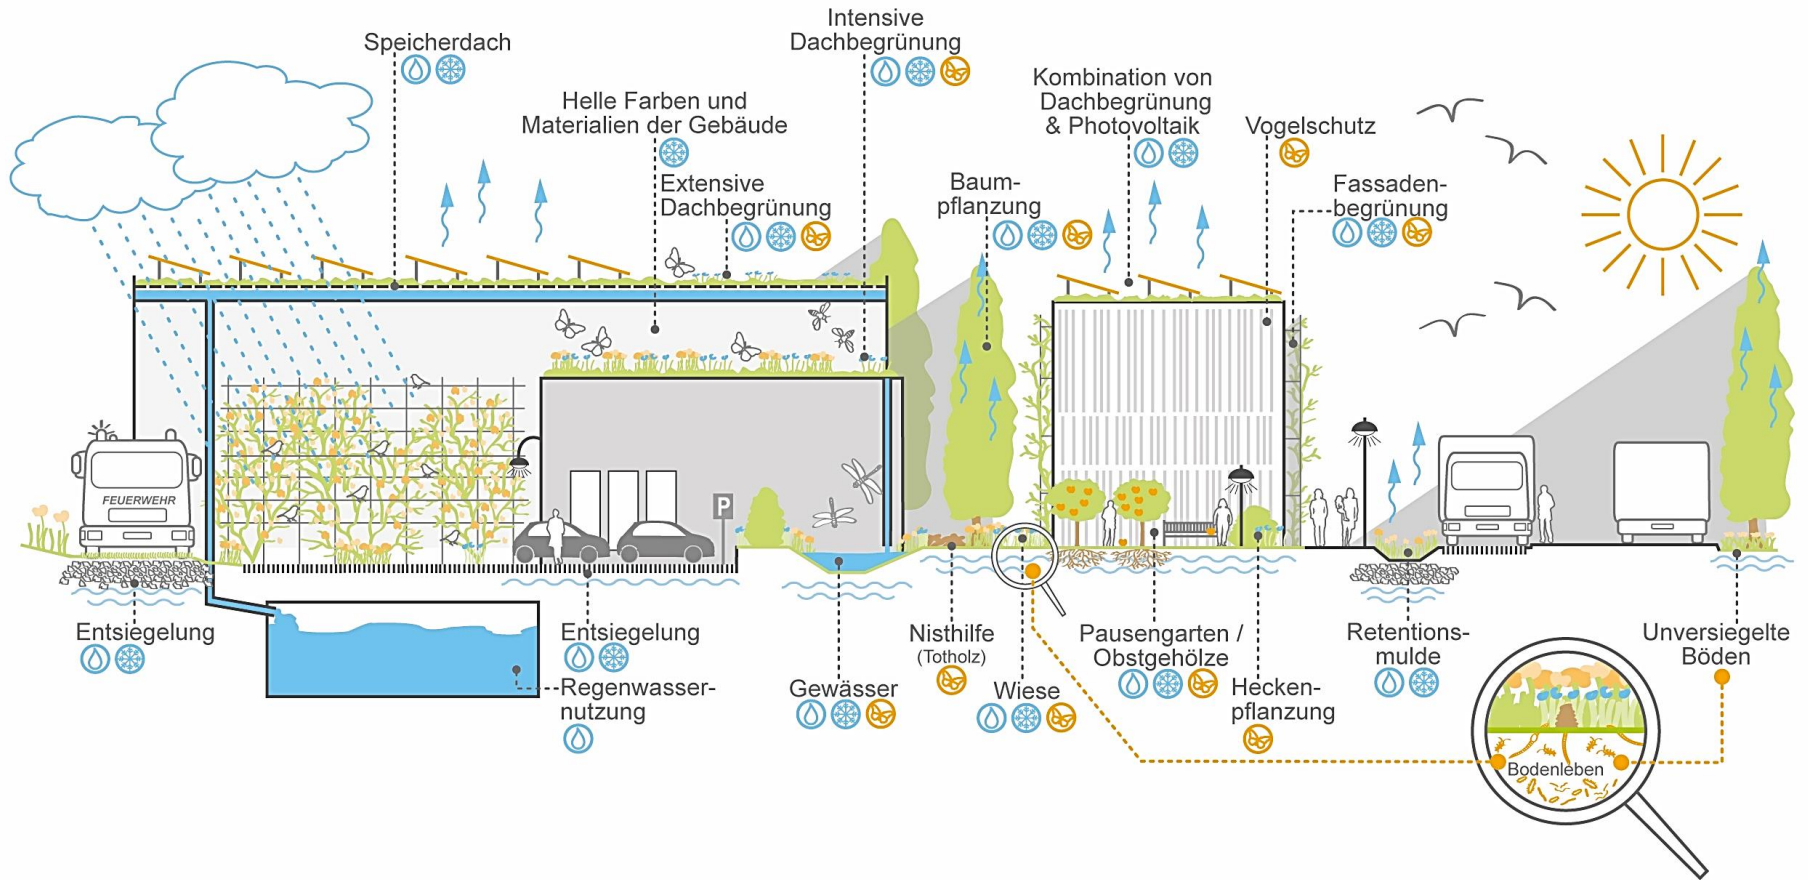 Speicherdach
Intensive
Dachbegrünung
Helle Farben und
Materialien der Gebäude
Extensive
Dachbegrünung
Baum-
pflanzung
Kombination von
Dachbegrünung
& Photovoltaik
Vogelschutz
Fassaden-
begrünung
FEUERWEHR
P
Entsiegelung
Entsiegelung
Regenwasser-
nutzung
Gewässer
Nisthilfe
(Totholz)
Wiese
Pausengarten /
Obstgehölze
Hecken-
pflanzung
Retentions-
mulde
Unversiegelte
Böden
Bodenleben